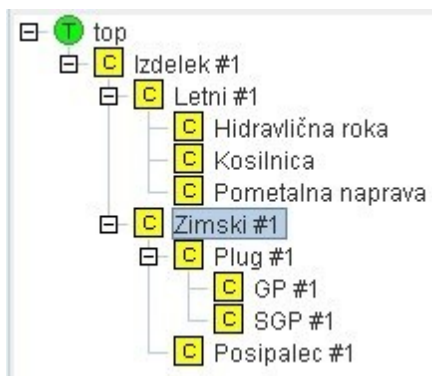 T top
C Izdelek #1
C Letni #1
C Hidravlična roka
C Kosilnica
C Pometalna naprava
C Zimski #1
C Plug #1
C GP #1
C SGP #1
C Posipalec #1